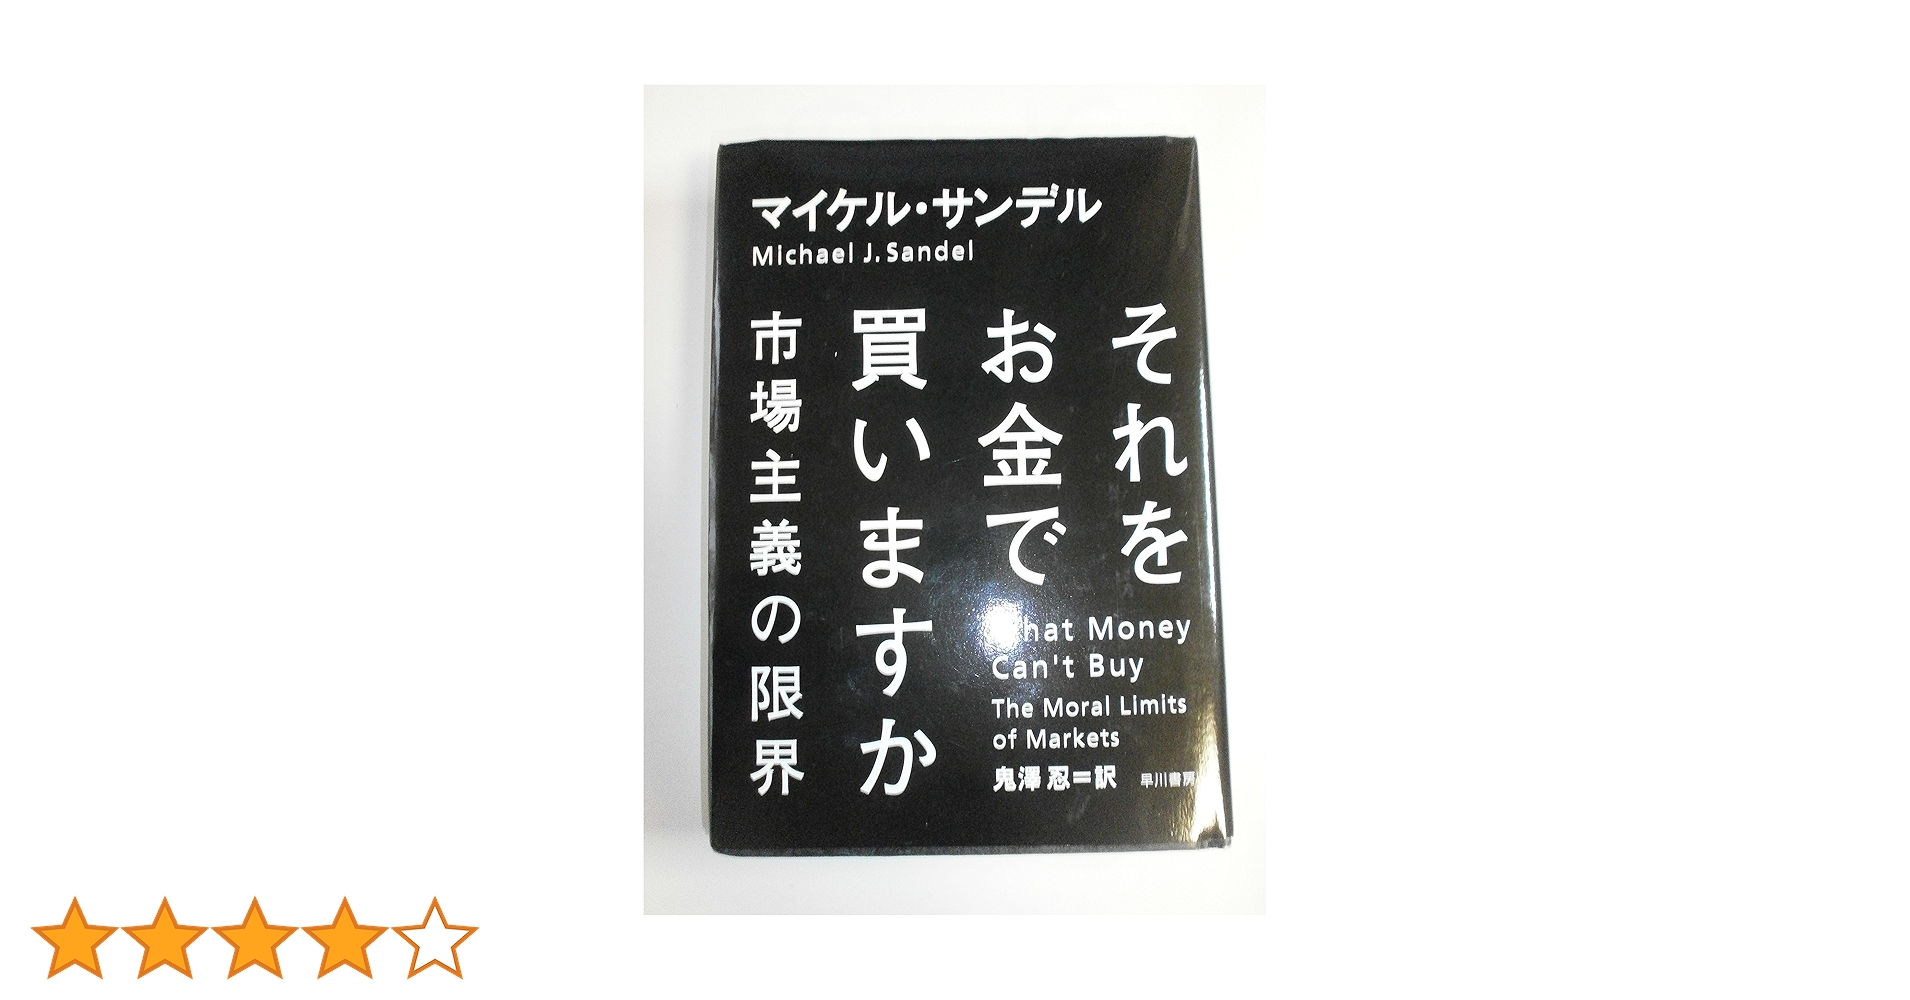 マイケル・サンデル
Michael J. Sandel
それを
お金で
買いますか
市場主義の限界
What Money
Can't Buy
The Moral Limits
of Markets
鬼澤 忍＝訳
早川書房